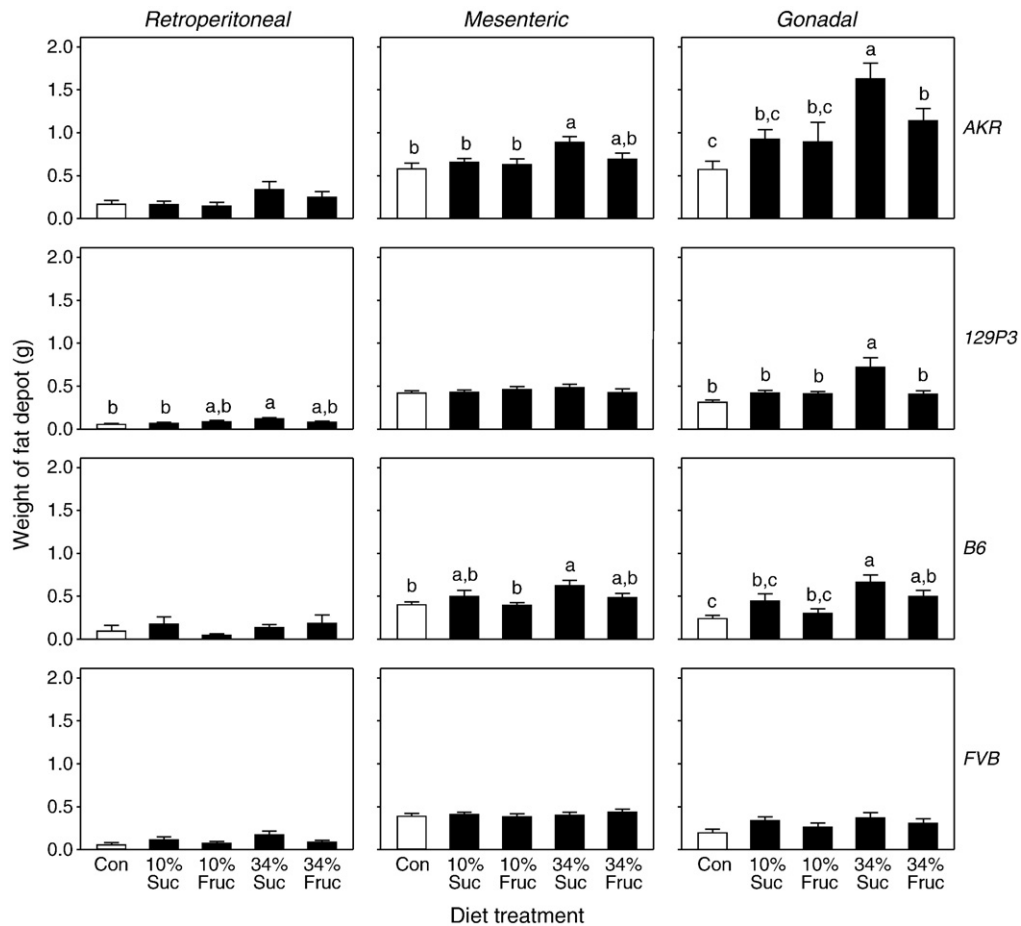 Retroperitoneal Mesenteric Gonadal
2.0
1.5
1.0
0.5
0.0
b b b a a,b
c b,c b,c a b
AKR
2.0
1.5
1.0
0.5
0.0
b b a,b a a,b
b b b a b
129P3
2.0
1.5
1.0
0.5
0.0
b a,b b a a,b
c b,c b,c a a,b
B6
2.0
1.5
1.0
0.5
0.0
FVB
Con 10% 10% 34% 34% Con 10% 10% 34% 34% Con 10% 10% 34% 34%
Suc Fruc Suc Fruc Suc Fruc Suc Fruc Suc Fruc Suc Fruc
Weight of fat depot (g)
Diet treatment